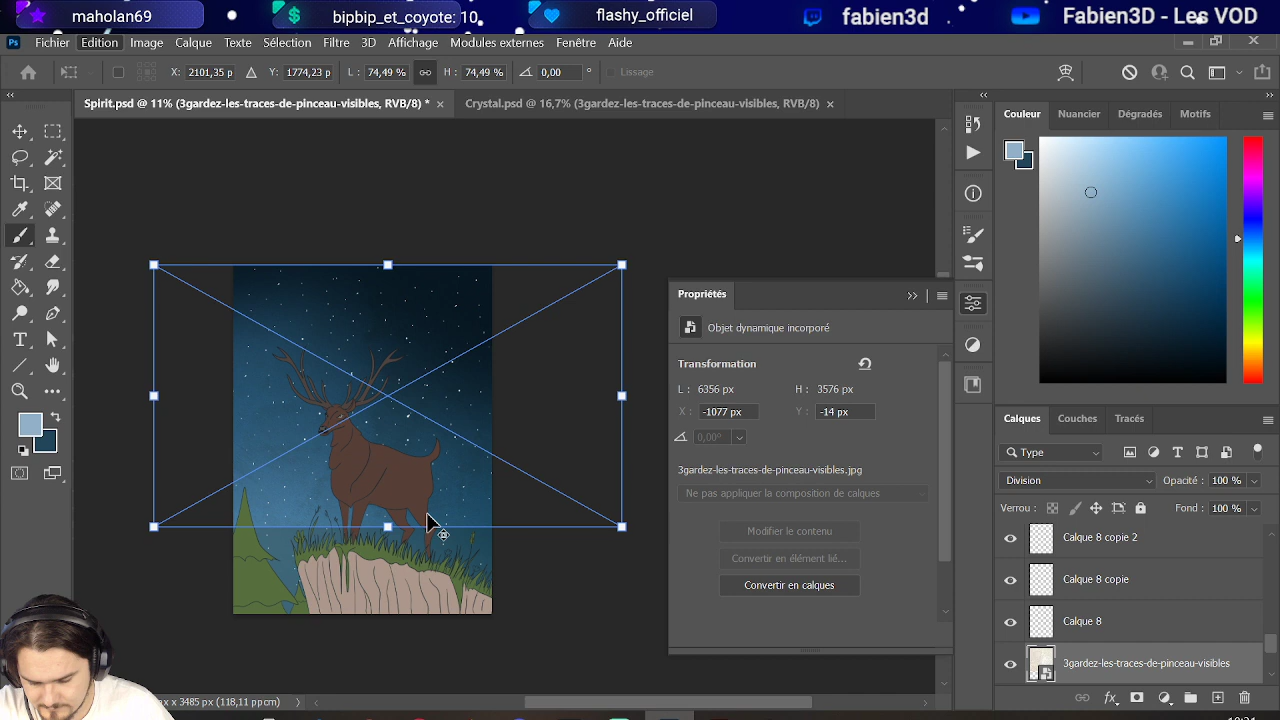 maholan69
bipbip_et_coyote: 10
flashy_officiel
fabien3d
Fabien3D - Les VOD
Ps Fichier Edition Image Calque Texte Sélection Filtre 3D Affichage Modules externes Fenêtre Aide
X: 2101,35 p Y: 1774,23 p L: 74,49 % H: 74,49 % 0,00 ° Lissage
Spirit.psd @ 11% (3gardez-les-traces-de-pinceau-visibles, RVB/8) * ×
Crystal.psd @ 16,7% (3gardez-les-traces-de-pinceau-visibles, RVB/8) ×
Couleur Nuancier Dégradés Motifs
Propriétés
Objet dynamique incorporé
Transformation
L : 6356 px H : 3576 px
X : -1077 px Y : -14 px
0,00°
3gardez-les-traces-de-pinceau-visibles.jpg
Ne pas appliquer la composition de calques
Modifier le contenu
Convertir en élément lié...
Convertir en calques
Calques Couches Tracés
Type
Division Opacité : 100 %
Verrou : Fond : 100 %
Calque 8 copie 2
Calque 8 copie
Calque 8
3gardez-les-traces-de-pinceau-visibles
x 3485 px (118,11 ppcm)